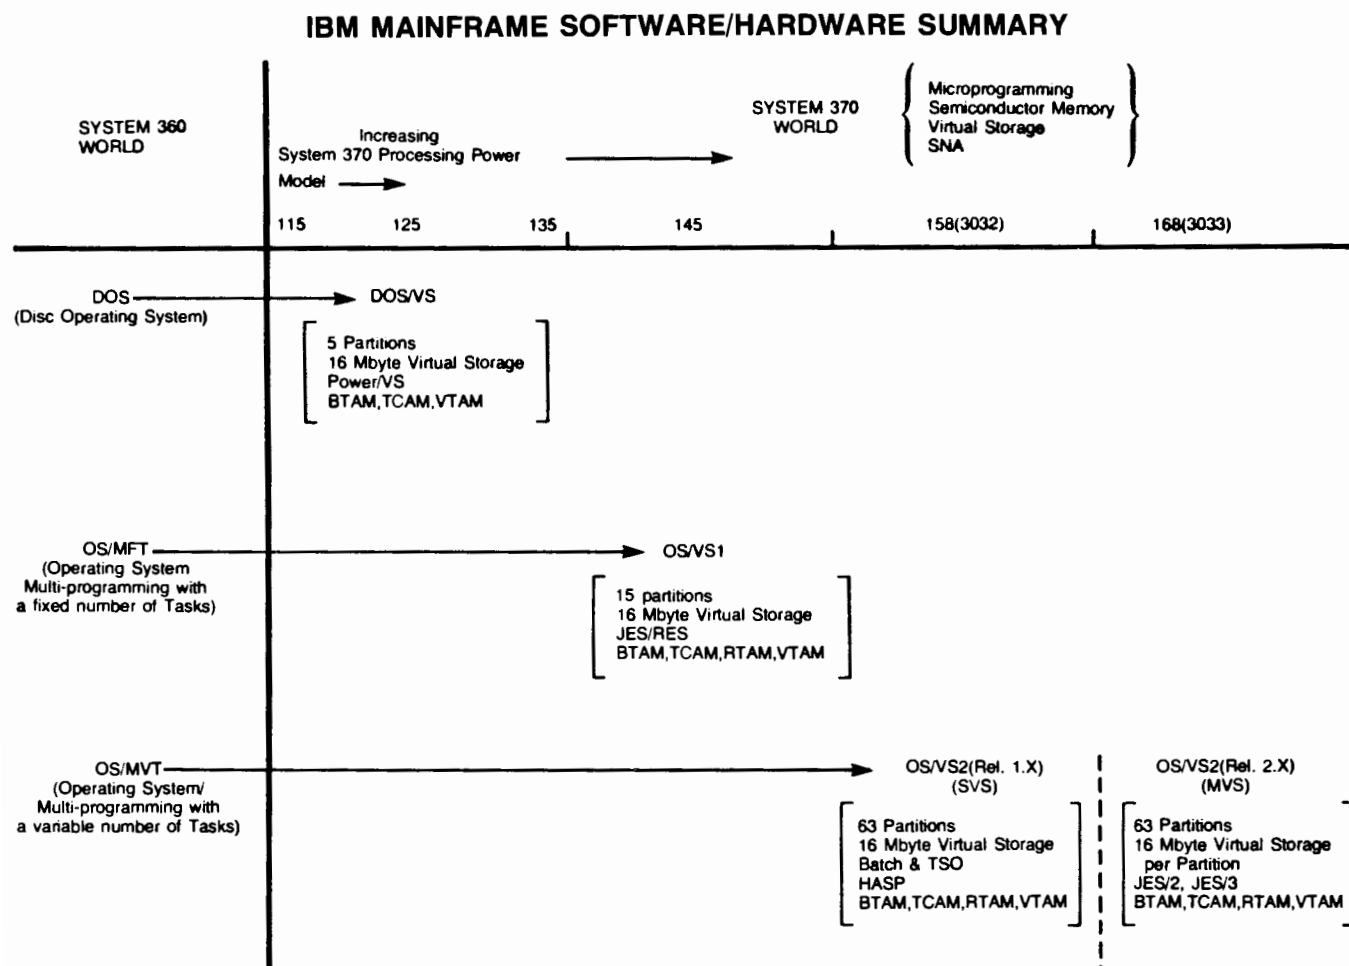 IBM MAINFRAME SOFTWARE/HARDWARE SUMMARY
SYSTEM 360
WORLD
Increasing
System 370 Processing Power
Model
SYSTEM 370
WORLD
Microprogramming
Semiconductor Memory
Virtual Storage
SNA
115 125 135 145 158(3032) 168(3033)
DOS
(Disc Operating System)
DOS/VS
5 Partitions
16 Mbyte Virtual Storage
Power/VS
BTAM,TCAM,VTAM
OS/MFT
(Operating System
Multi-programming with
a fixed number of Tasks)
OS/VS1
15 partitions
16 Mbyte Virtual Storage
JES/RES
BTAM,TCAM,RTAM,VTAM
OS/MVT
(Operating System/
Multi-programming with
a variable number of Tasks)
OS/VS2(Rel. 1.X)
(SVS)
63 Partitions
16 Mbyte Virtual Storage
Batch & TSO
HASP
BTAM,TCAM,RTAM,VTAM
OS/VS2(Rel. 2.X)
(MVS)
63 Partitions
16 Mbyte Virtual Storage
per Partition
JES/2, JES/3
BTAM,TCAM,RTAM,VTAM